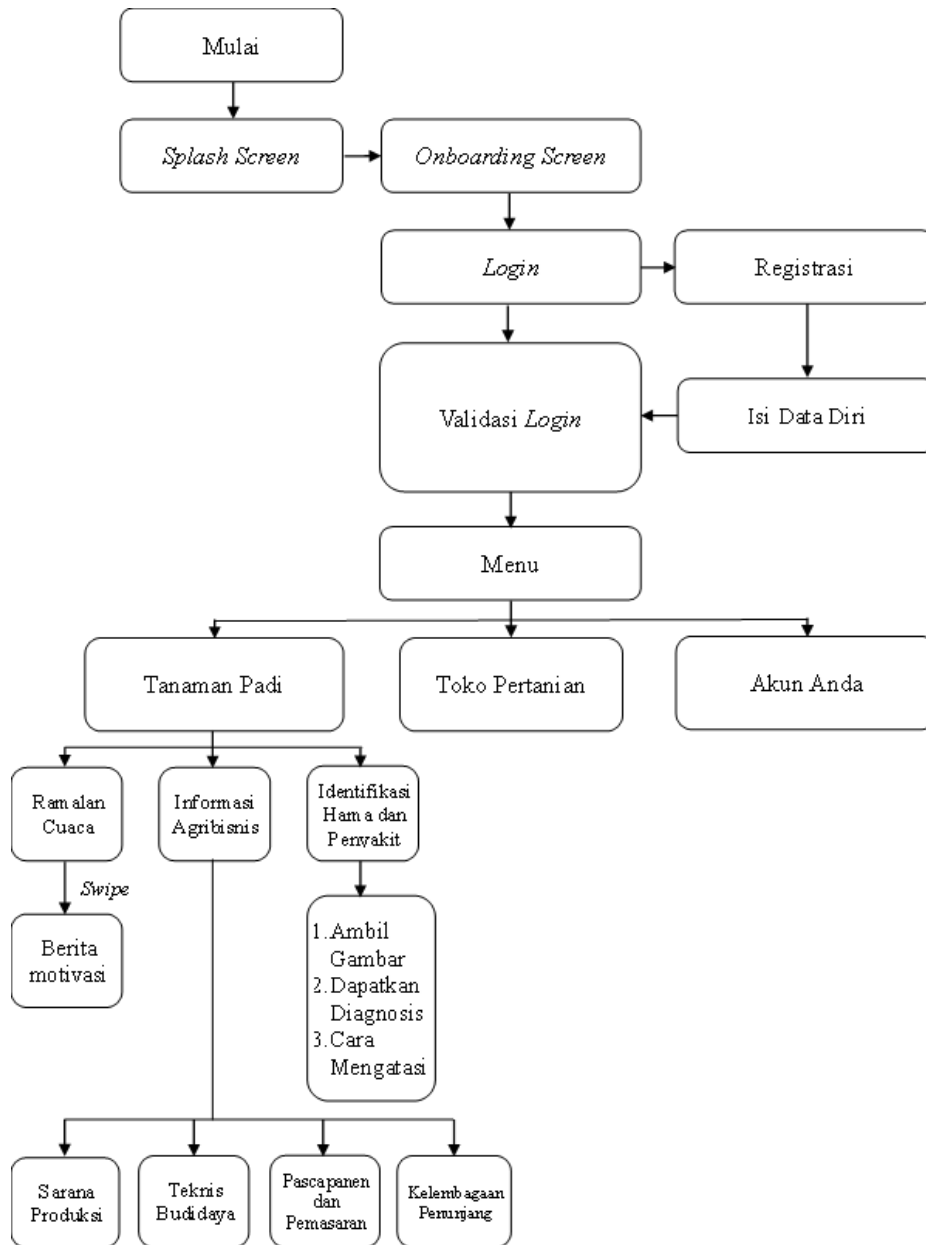 Mulai
Splash Screen
Onboarding Screen
Login
Registrasi
Validasi Login
Isi Data Diri
Menu
Tanaman Padi
Toko Pertanian
Akun Anda
Ramalan
Cuaca
Informasi
Agribisnis
Identifikasi
Hama dan
Penyakit
Swipe
Berita
motivasi
1. Ambil
Gambar
2. Dapatkan
Diagnosis
3. Cara
Mengatasi
Sarana
Produksi
Teknis
Budidaya
Pascapanen
dan
Pemasaran
Kelembagaan
Penunjang